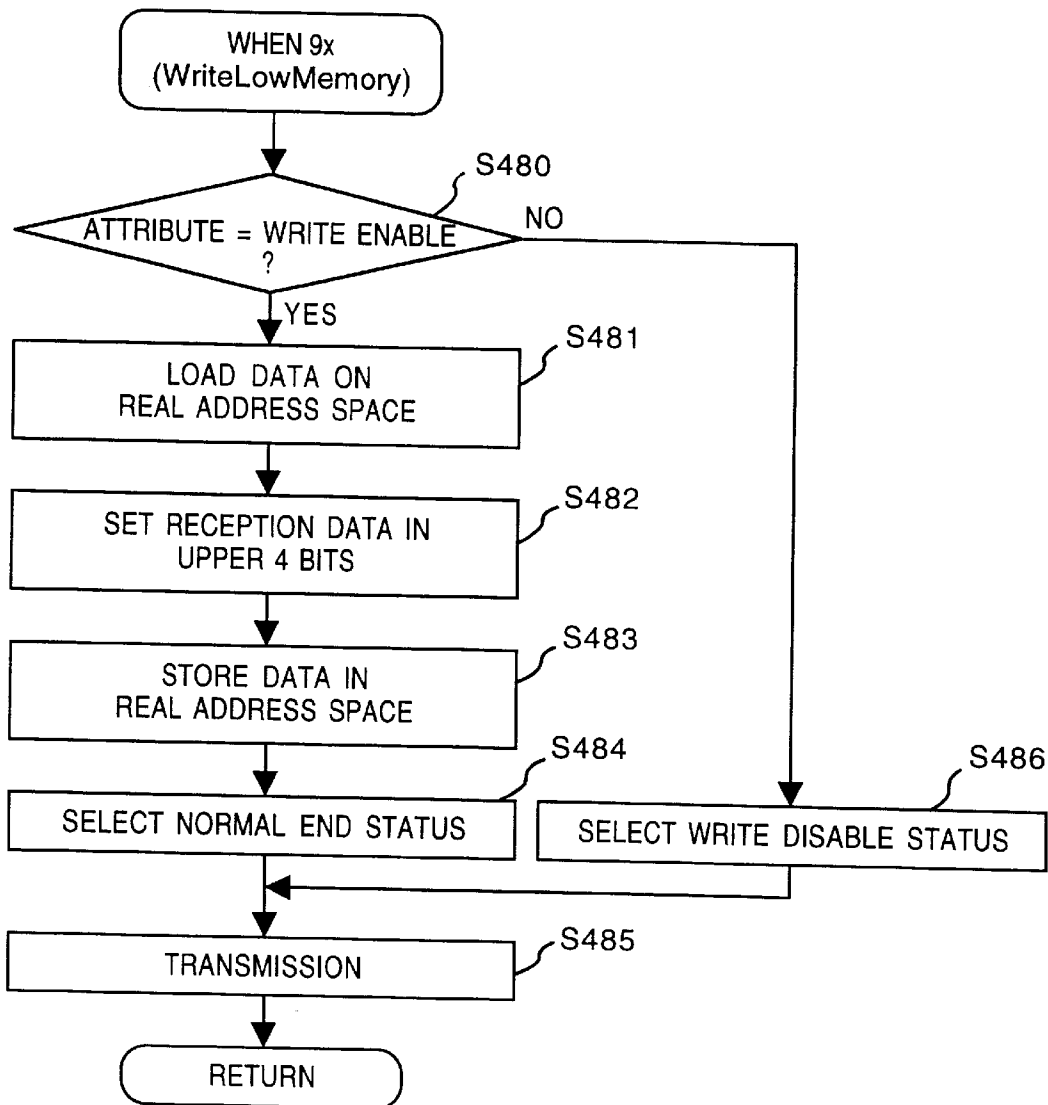 WHEN 9x
(WriteLowMemory)
S480
ATTRIBUTE = WRITE ENABLE
?
NO
YES
S481
LOAD DATA ON
REAL ADDRESS SPACE
S482
SET RECEPTION DATA IN
UPPER 4 BITS
S483
STORE DATA IN
REAL ADDRESS SPACE
S484
SELECT NORMAL END STATUS
S486
SELECT WRITE DISABLE STATUS
S485
TRANSMISSION
RETURN